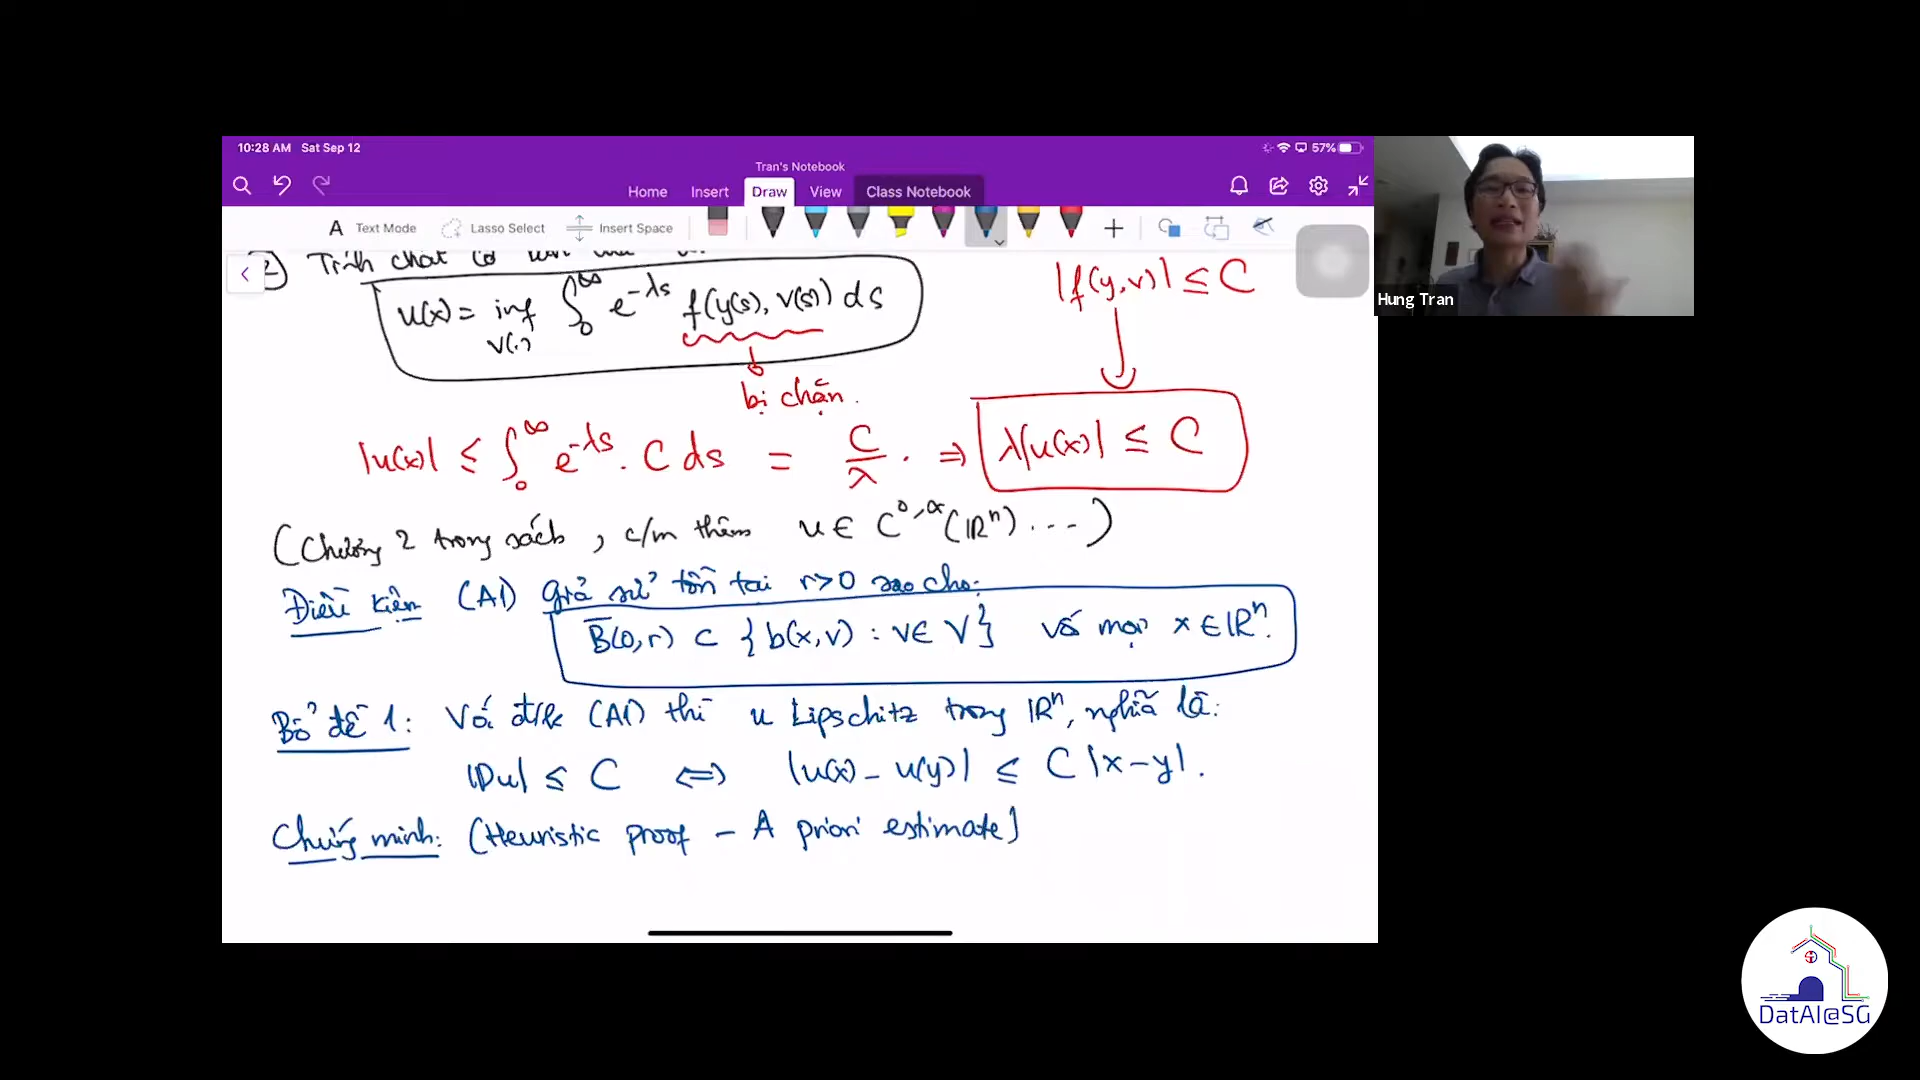 10:28 AM Sat Sep 12
57%
Tran's Notebook
Home Insert Draw View Class Notebook
A Text Mode Lasso Select Insert Space
2) Tính chất
u(x) = inf ∫₀^∞ e^{-λs} f(y(s), v(s)) ds
v(·)
|f(y,v)| ≤ C
bị chặn.
|u(x)| ≤ ∫₀^∞ e^{-λs} . C ds = C/λ . ⇒ λ|u(x)| ≤ C
(Chương 2 trong sách, c/m thêm u ∈ C^{0,α}(ℝⁿ) ....)
Điều kiện (A1) Giả sử tồn tại r>0 sao cho:
B̅(0,r) ⊂ {b(x,v) : v∈V} với mọi x∈ℝⁿ.
Bổ đề 1: Với đ/k (A1) thì u Lipschitz trong ℝⁿ, nghĩa là:
|Du| ≤ C ⇔ |u(x) - u(y)| ≤ C|x-y|.
Chứng minh: (Heuristic proof - A priori estimate)
Hung Tran
DatAI@SG